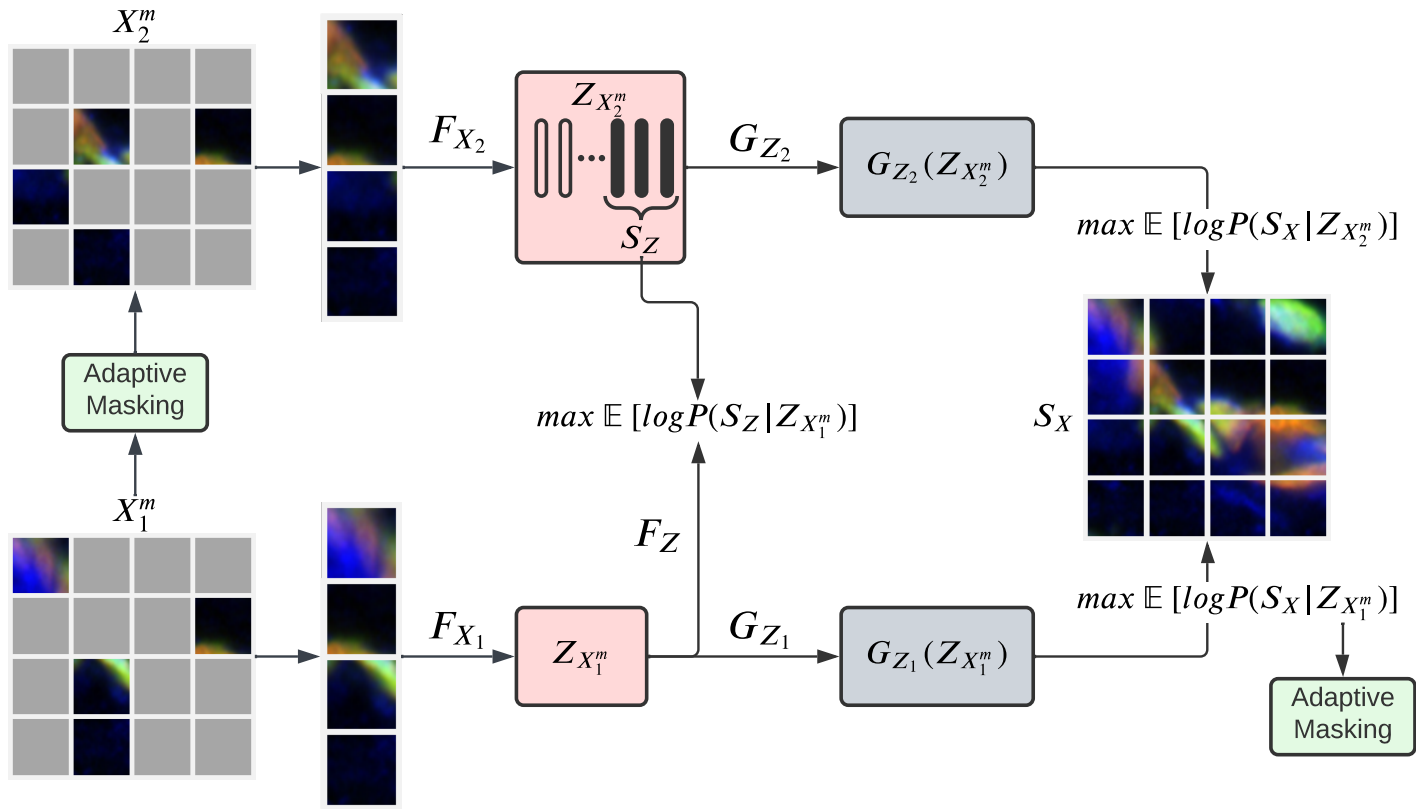 X_2^m
F_{X_2}
Z_{X_2^m}
S_Z
G_{Z_2}
G_{Z_2}(Z_{X_2^m})
max 𝔼 [logP(S_X|Z_{X_2^m})]
Adaptive
Masking
max 𝔼 [logP(S_Z|Z_{X_1^m})]
S_X
X_1^m
F_{X_1}
Z_{X_1^m}
F_Z
G_{Z_1}
G_{Z_1}(Z_{X_1^m})
max 𝔼 [logP(S_X|Z_{X_1^m})]
Adaptive
Masking